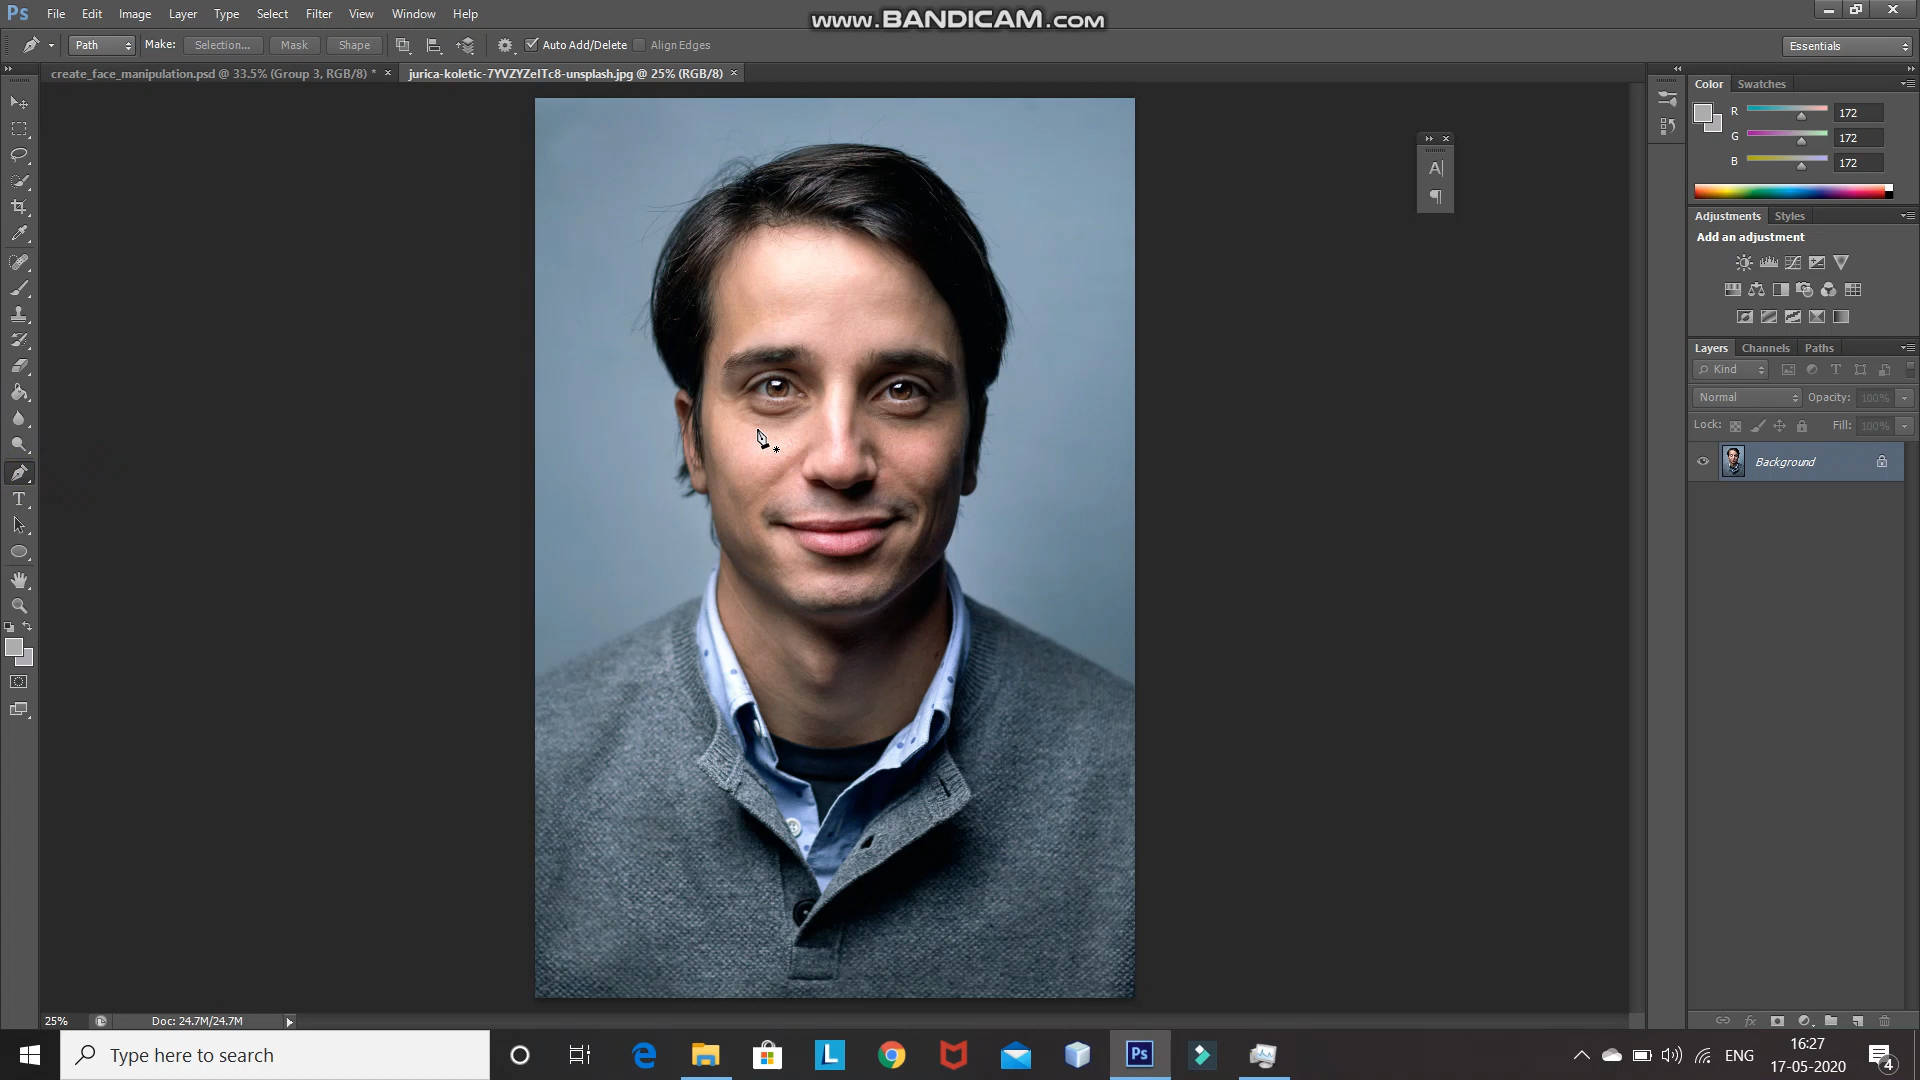 www.BANDICAM.com
Ps File Edit Image Layer Type Select Filter View Window Help
Path Make: Selection... Mask Shape Auto Add/Delete Align Edges Essentials
create_face_manipulation.psd @ 33.5% (Group 3, RGB/8) * × jurica-koletic-7YVZYZeITc8-unsplash.jpg @ 25% (RGB/8) ×
Color Swatches
R 172
G 172
B 172
Adjustments Styles
Add an adjustment
Layers Channels Paths
Kind
Normal Opacity: 100%
Lock: Fill: 100%
Background
25% Doc: 24.7M/24.7M
Type here to search
L
Ps
ENG
16:27
17-05-2020
4